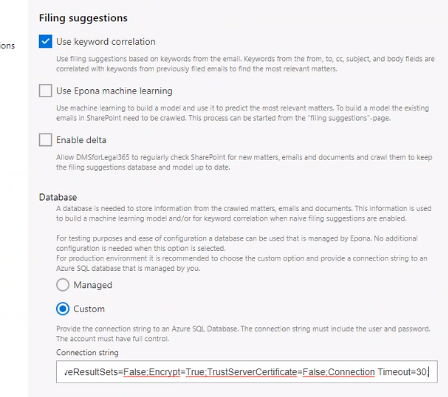 Filing suggestions
Use keyword correlation
ions
Use filing suggestions based on keywords from the email. Keywords from the from, to, cc, subject, and body fields are
correlated with keywords from previously filed emails to find the most relevant matters.
Use Epona machine learning
Use machine learning to build a model and use it to predict the most relevant matters. To build a model the existing
emails in SharePoint need to be crawled. This process can be started from the "filing suggestions"-page.
Enable delta
Allow DMSforLegal365 to regularly check SharePoint for new matters, emails and documents and crawl them to keep
the filing suggestions database and model up to date.
Database
A database is needed to store information from the crawled matters, emails and documents. This information is used
to build a machine learning model and/or for keyword correlation when naive filing suggestions are enabled.
For testing purposes and ease of configuration a database can be used that is managed by Epona. No additional
configuration is needed when this option is selected.
For production environment it is recommended to choose the custom option and provide a connection string to an
Azure SQL database that is managed by you.
Managed
Custom
Provide the connection string to an Azure SQL Database. The connection string must include the user and password.
The account must have full control.
Connection string
veResultSets=False;Encrypt=True;TrustServerCertificate=False;Connection Timeout=30;